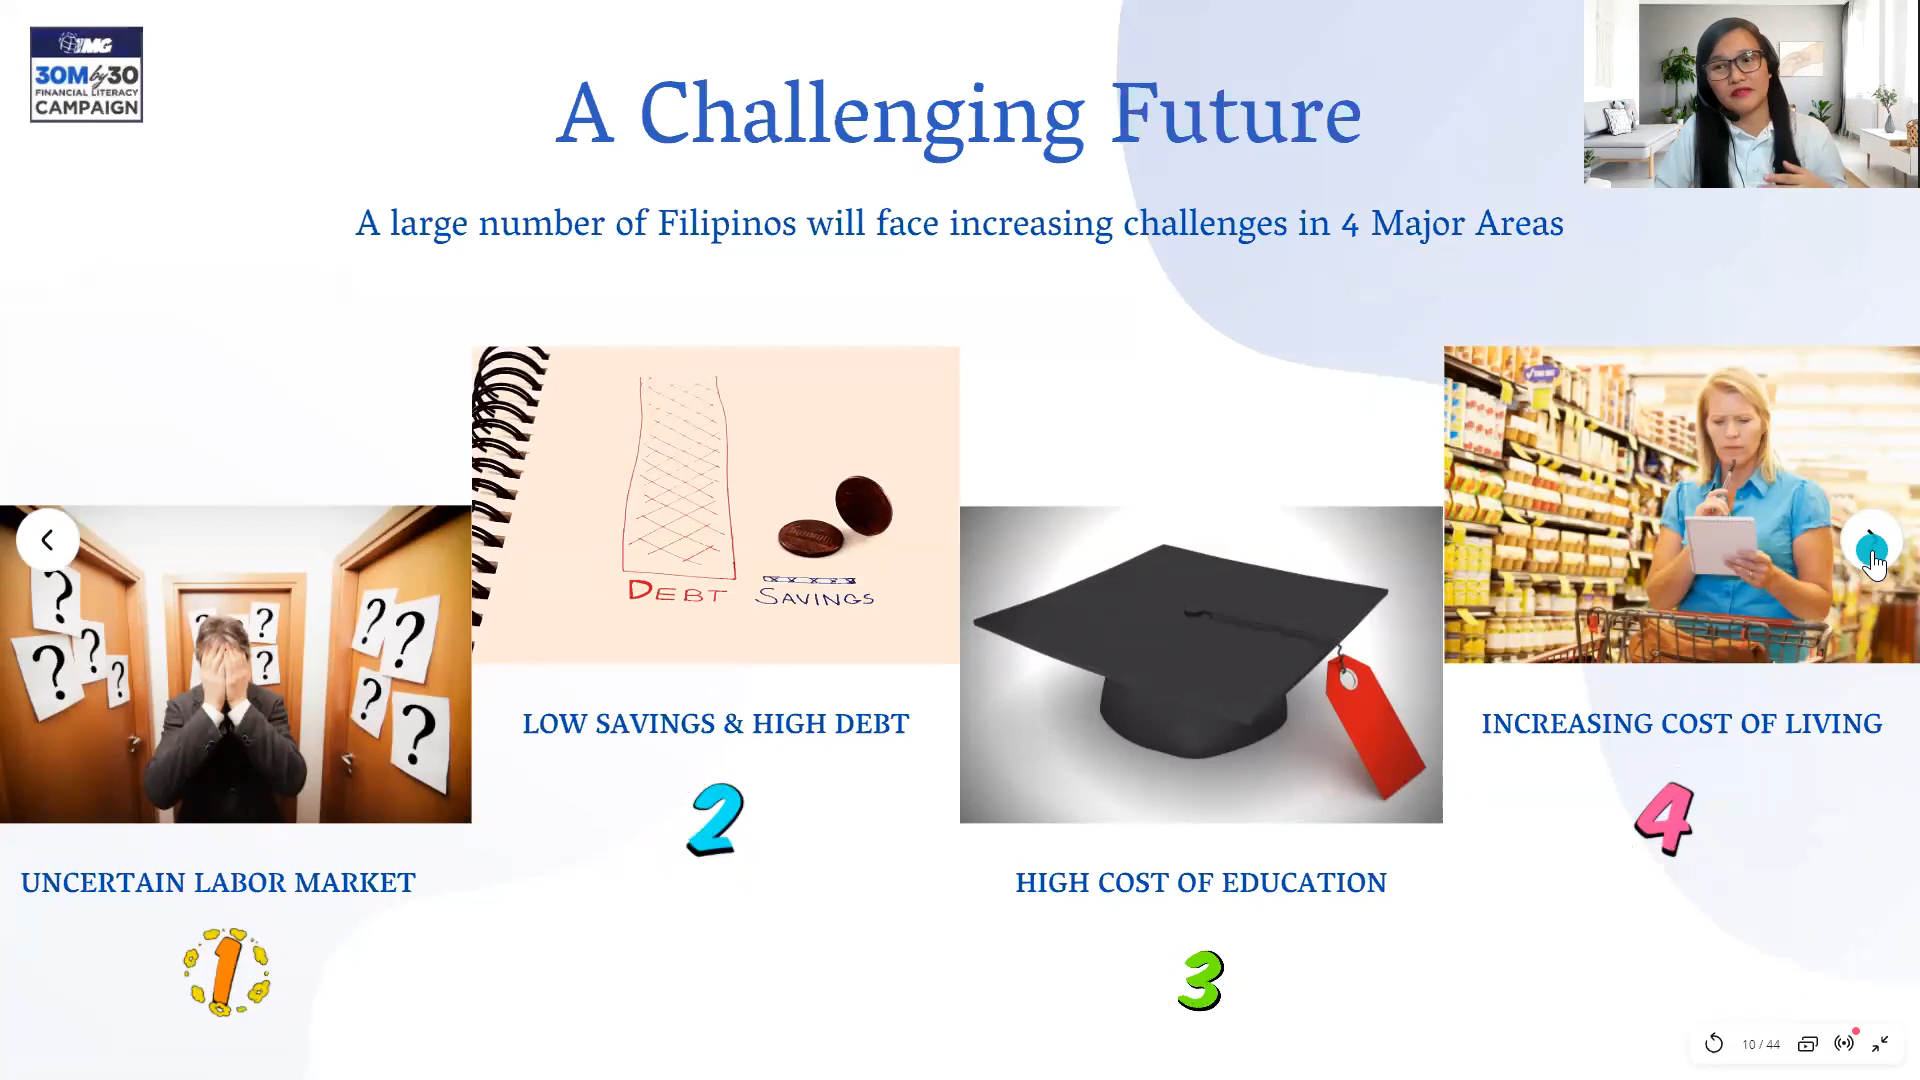 IMG
30M by 30
FINANCIAL LITERACY
CAMPAIGN
A Challenging Future
A large number of Filipinos will face increasing challenges in 4 Major Areas
? ? ? ? ? ? ? ? ? ? ?
DEBT SAVINGS
LOW SAVINGS & HIGH DEBT
2
INCREASING COST OF LIVING
4
UNCERTAIN LABOR MARKET
1
HIGH COST OF EDUCATION
3
10 / 44